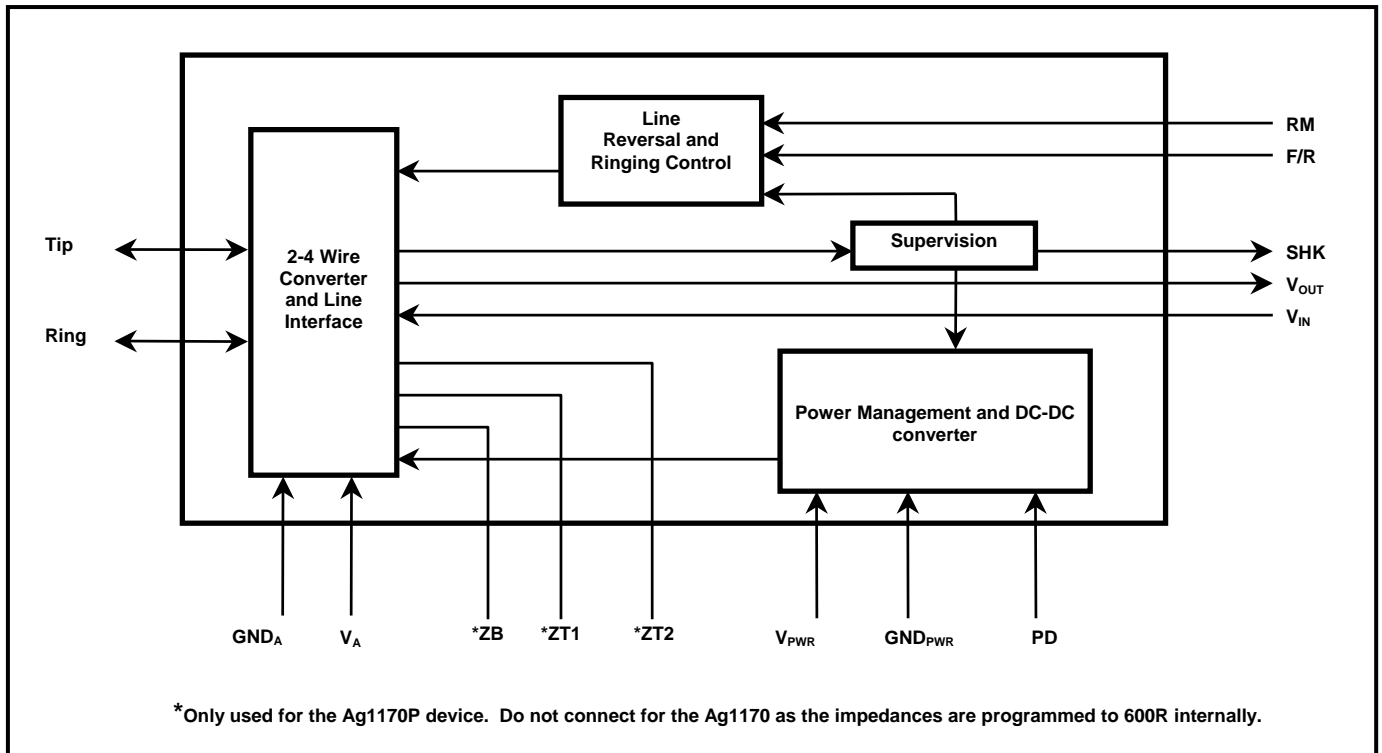 Line
Reversal and
Ringing Control
RM
F/R
Tip
2-4 Wire
Converter
and Line
Interface
Supervision
SHK
VOUT
VIN
Ring
Power Management and DC-DC
converter
GNDA
VA
*ZB
*ZT1
*ZT2
VPWR
GNDPWR
PD
*Only used for the Ag1170P device. Do not connect for the Ag1170 as the impedances are programmed to 600R internally.